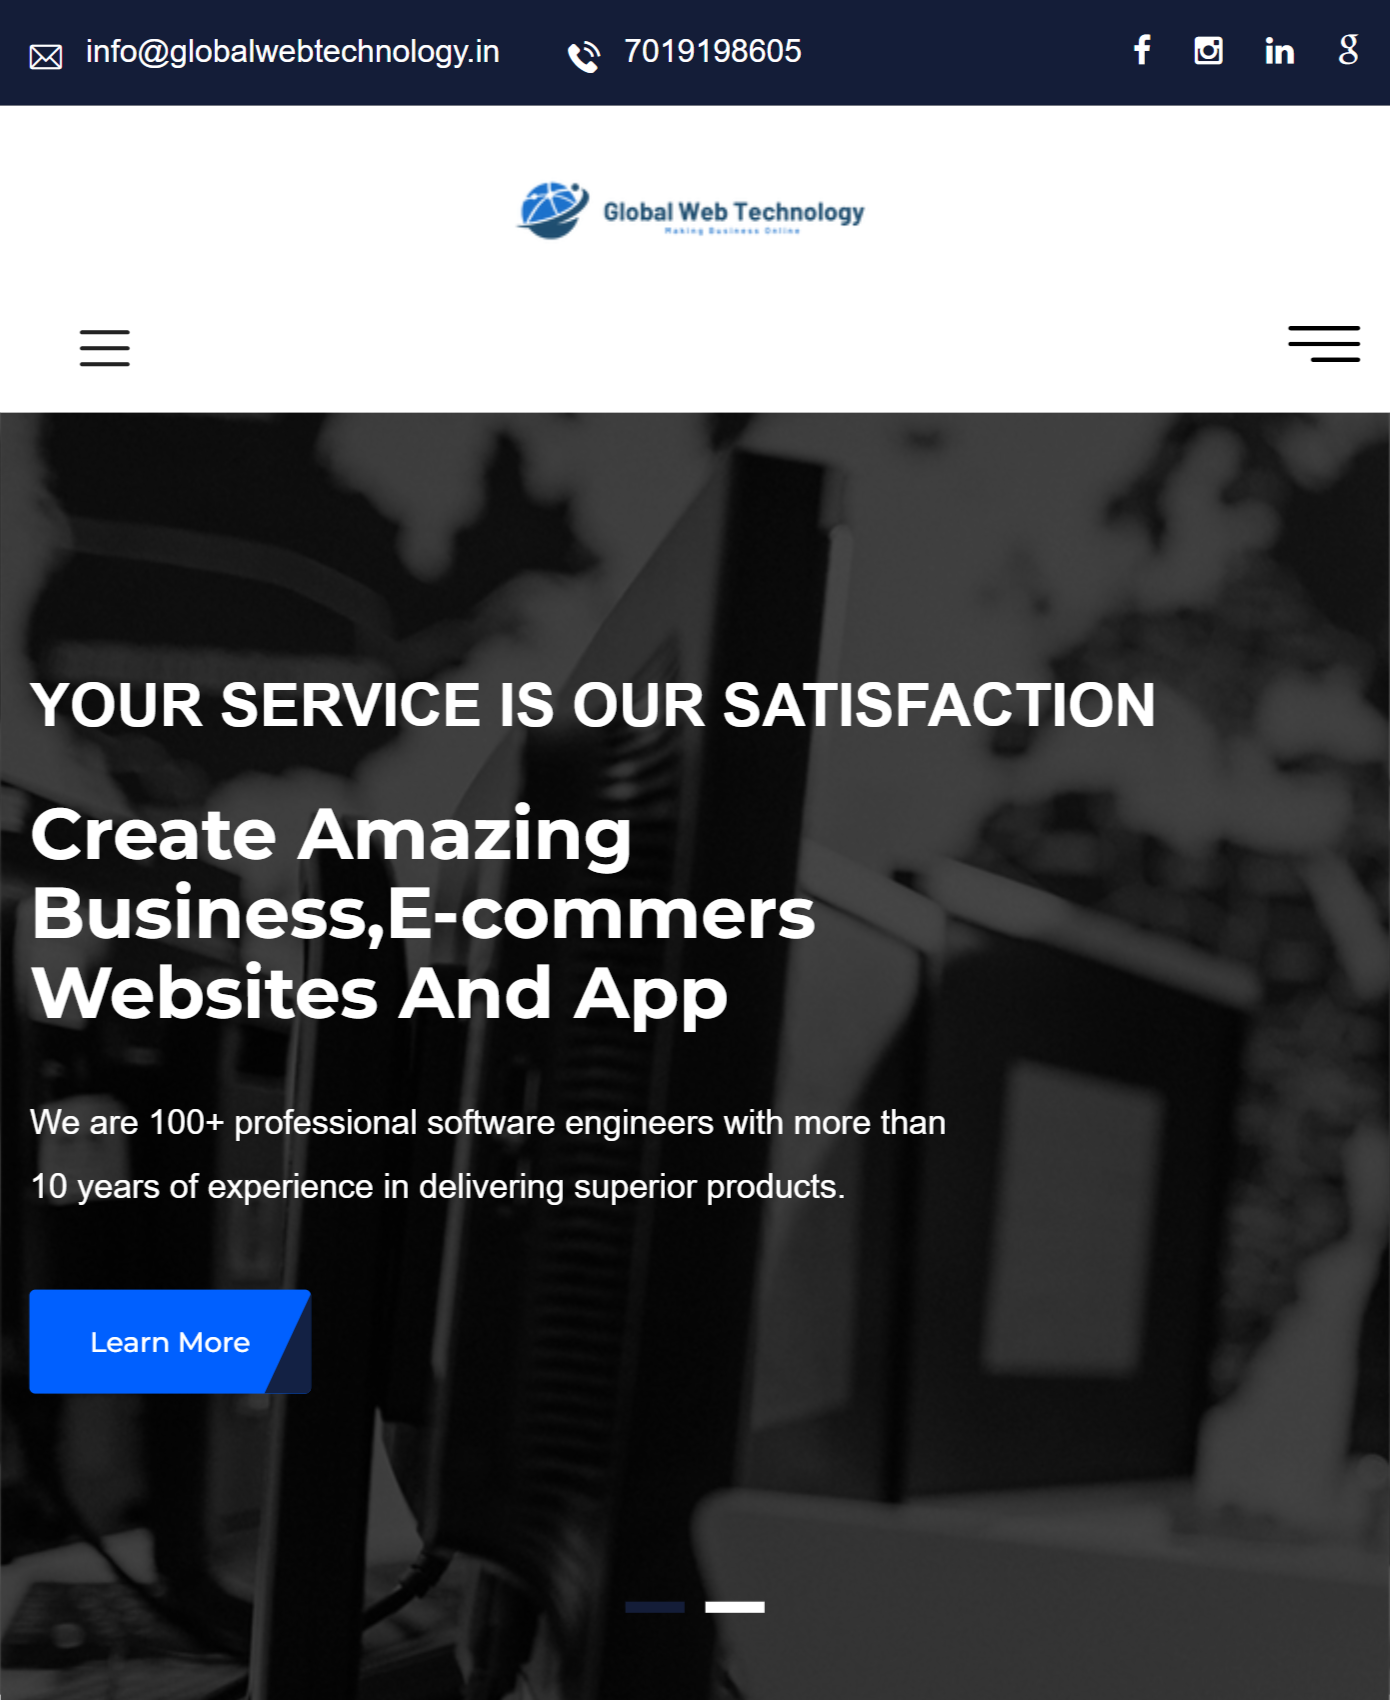 info@globalwebtechnology.in 7019198605
Global Web Technology
Making Business Online
YOUR SERVICE IS OUR SATISFACTION
Create Amazing
Business,E-commers
Websites And App
We are 100+ professional software engineers with more than
10 years of experience in delivering superior products.
Learn More